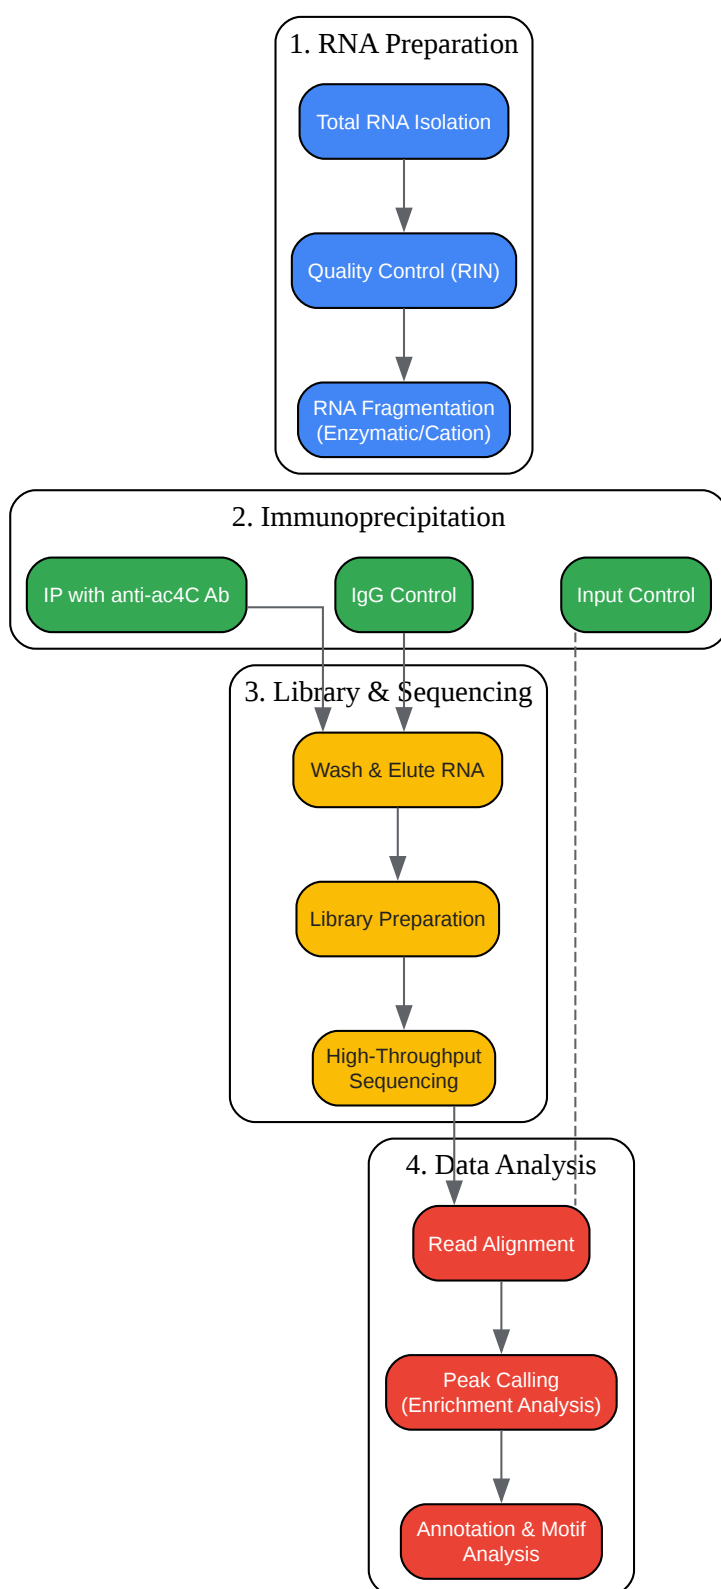 1. RNA Preparation
Total RNA Isolation
Quality Control (RIN)
RNA Fragmentation
(Enzymatic/Cation)
2. Immunoprecipitation
IP with anti-ac4C Ab
IgG Control
Input Control
3. Library & Sequencing
Wash & Elute RNA
Library Preparation
High-Throughput
Sequencing
4. Data Analysis
Read Alignment
Peak Calling
(Enrichment Analysis)
Annotation & Motif
Analysis